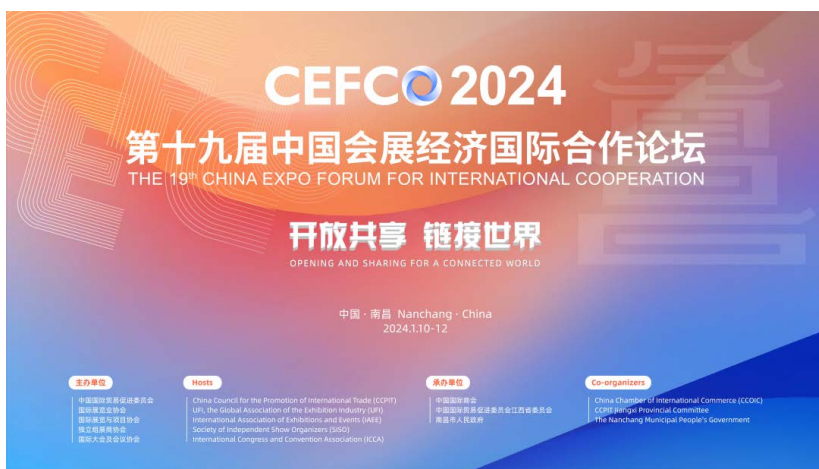 CEFCO 2024
第十九届中国会展经济国际合作论坛
THE 19th CHINA EXPO FORUM FOR INTERNATIONAL COOPERATION
开放共享 链接世界
OPENING AND SHARING FOR A CONNECTED WORLD
中国·南昌 Nanchang·China
2024.1.10-12
主办单位
中国国际贸易促进委员会
国际展览业协会
国际展览与项目协会
独立组展商协会
国际大会及会议协会
Hosts
China Council for the Promotion of International Trade (CCPIT)
UFI, the Global Association of the Exhibition Industry (UFI)
International Association of Exhibitions and Events (IAEE)
Society of Independent Show Organizers (SISO)
International Congress and Convention Association (ICCA)
承办单位
中国国际商会
中国国际贸易促进委员会江西省委员会
南昌市人民政府
Co-organizers
China Chamber of International Commerce (CCOIC)
CCPIT Jiangxi Provincial Committee
The Nanchang Municipal People's Government